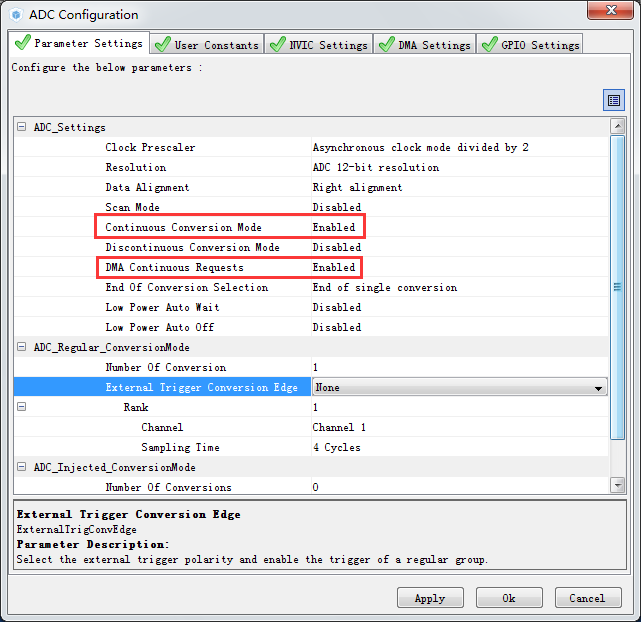 ADC Configuration
Parameter Settings User Constants NVIC Settings DMA Settings GPIO Settings
Configure the below parameters :
ADC_Settings
Clock Prescaler Asynchronous clock mode divided by 2
Resolution ADC 12-bit resolution
Data Alignment Right alignment
Scan Mode Disabled
Continuous Conversion Mode Enabled
Discontinuous Conversion Mode Disabled
DMA Continuous Requests Enabled
End Of Conversion Selection End of single conversion
Low Power Auto Wait Disabled
Low Power Auto Off Disabled
ADC_Regular_ConversionMode
Number Of Conversion 1
External Trigger Conversion Edge None
Rank 1
Channel Channel 1
Sampling Time 4 Cycles
ADC_Injected_ConversionMode
Number Of Conversions 0
External Trigger Conversion Edge
ExternalTrigConvEdge
Parameter Description:
Select the external trigger polarity and enable the trigger of a regular group.
Apply Ok Cancel